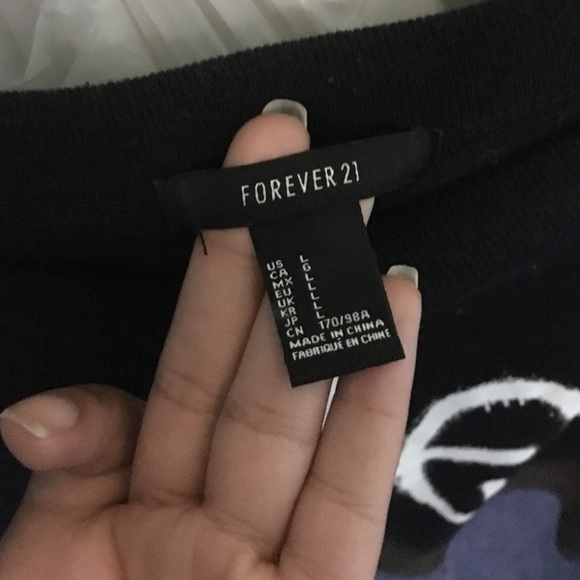 FOREVER 21
US L
CA G
MX L
EU L
UK L
KR L
JP L
CN 170/98A
MADE IN CHINA
FABRIQUÉ EN CHINE